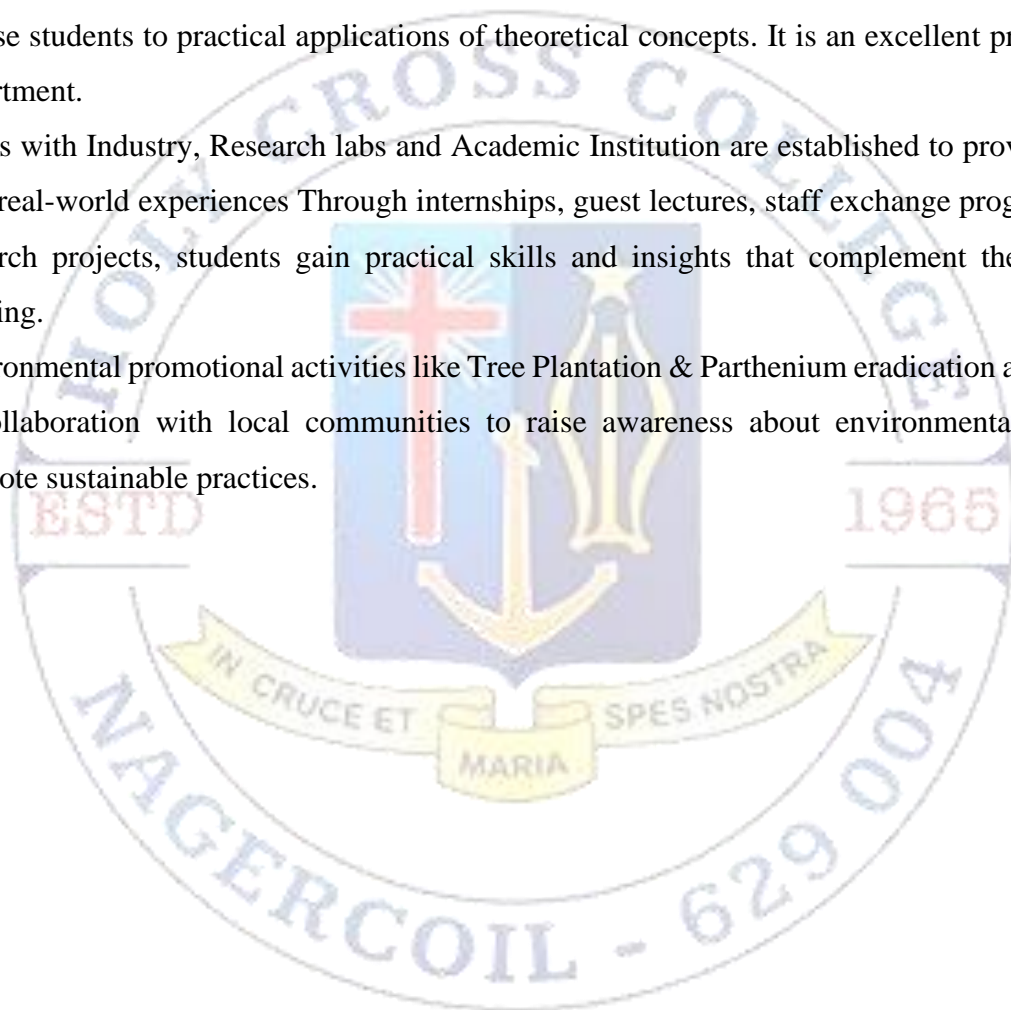 se students to practical applications of theoretical concepts. It is an excellent pr
rtment.
s with Industry, Research labs and Academic Institution are established to prov
real-world experiences Through internships, guest lectures, staff exchange prog
rch projects, students gain practical skills and insights that complement the
ing.
ronmental promotional activities like Tree Plantation & Parthenium eradication a
llaboration with local communities to raise awareness about environmenta
ote sustainable practices.
HOLY CROSS COLLEGE
ESTD 1965
IN CRUCE ET MARIA SPES NOSTRA
NAGERCOIL - 629 004